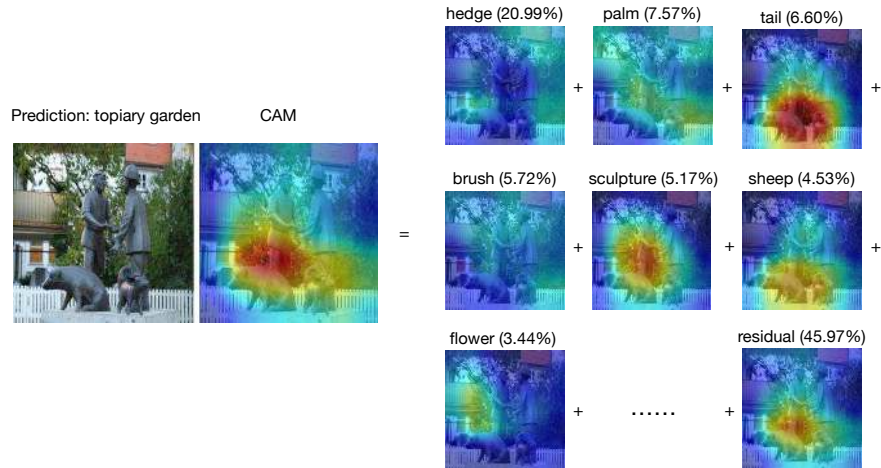 hedge (20.99%) palm (7.57%) tail (6.60%)
+ + +
Prediction: topiary garden CAM
brush (5.72%) sculpture (5.17%) sheep (4.53%)
= + + +
flower (3.44%) residual (45.97%)
+ ...... +